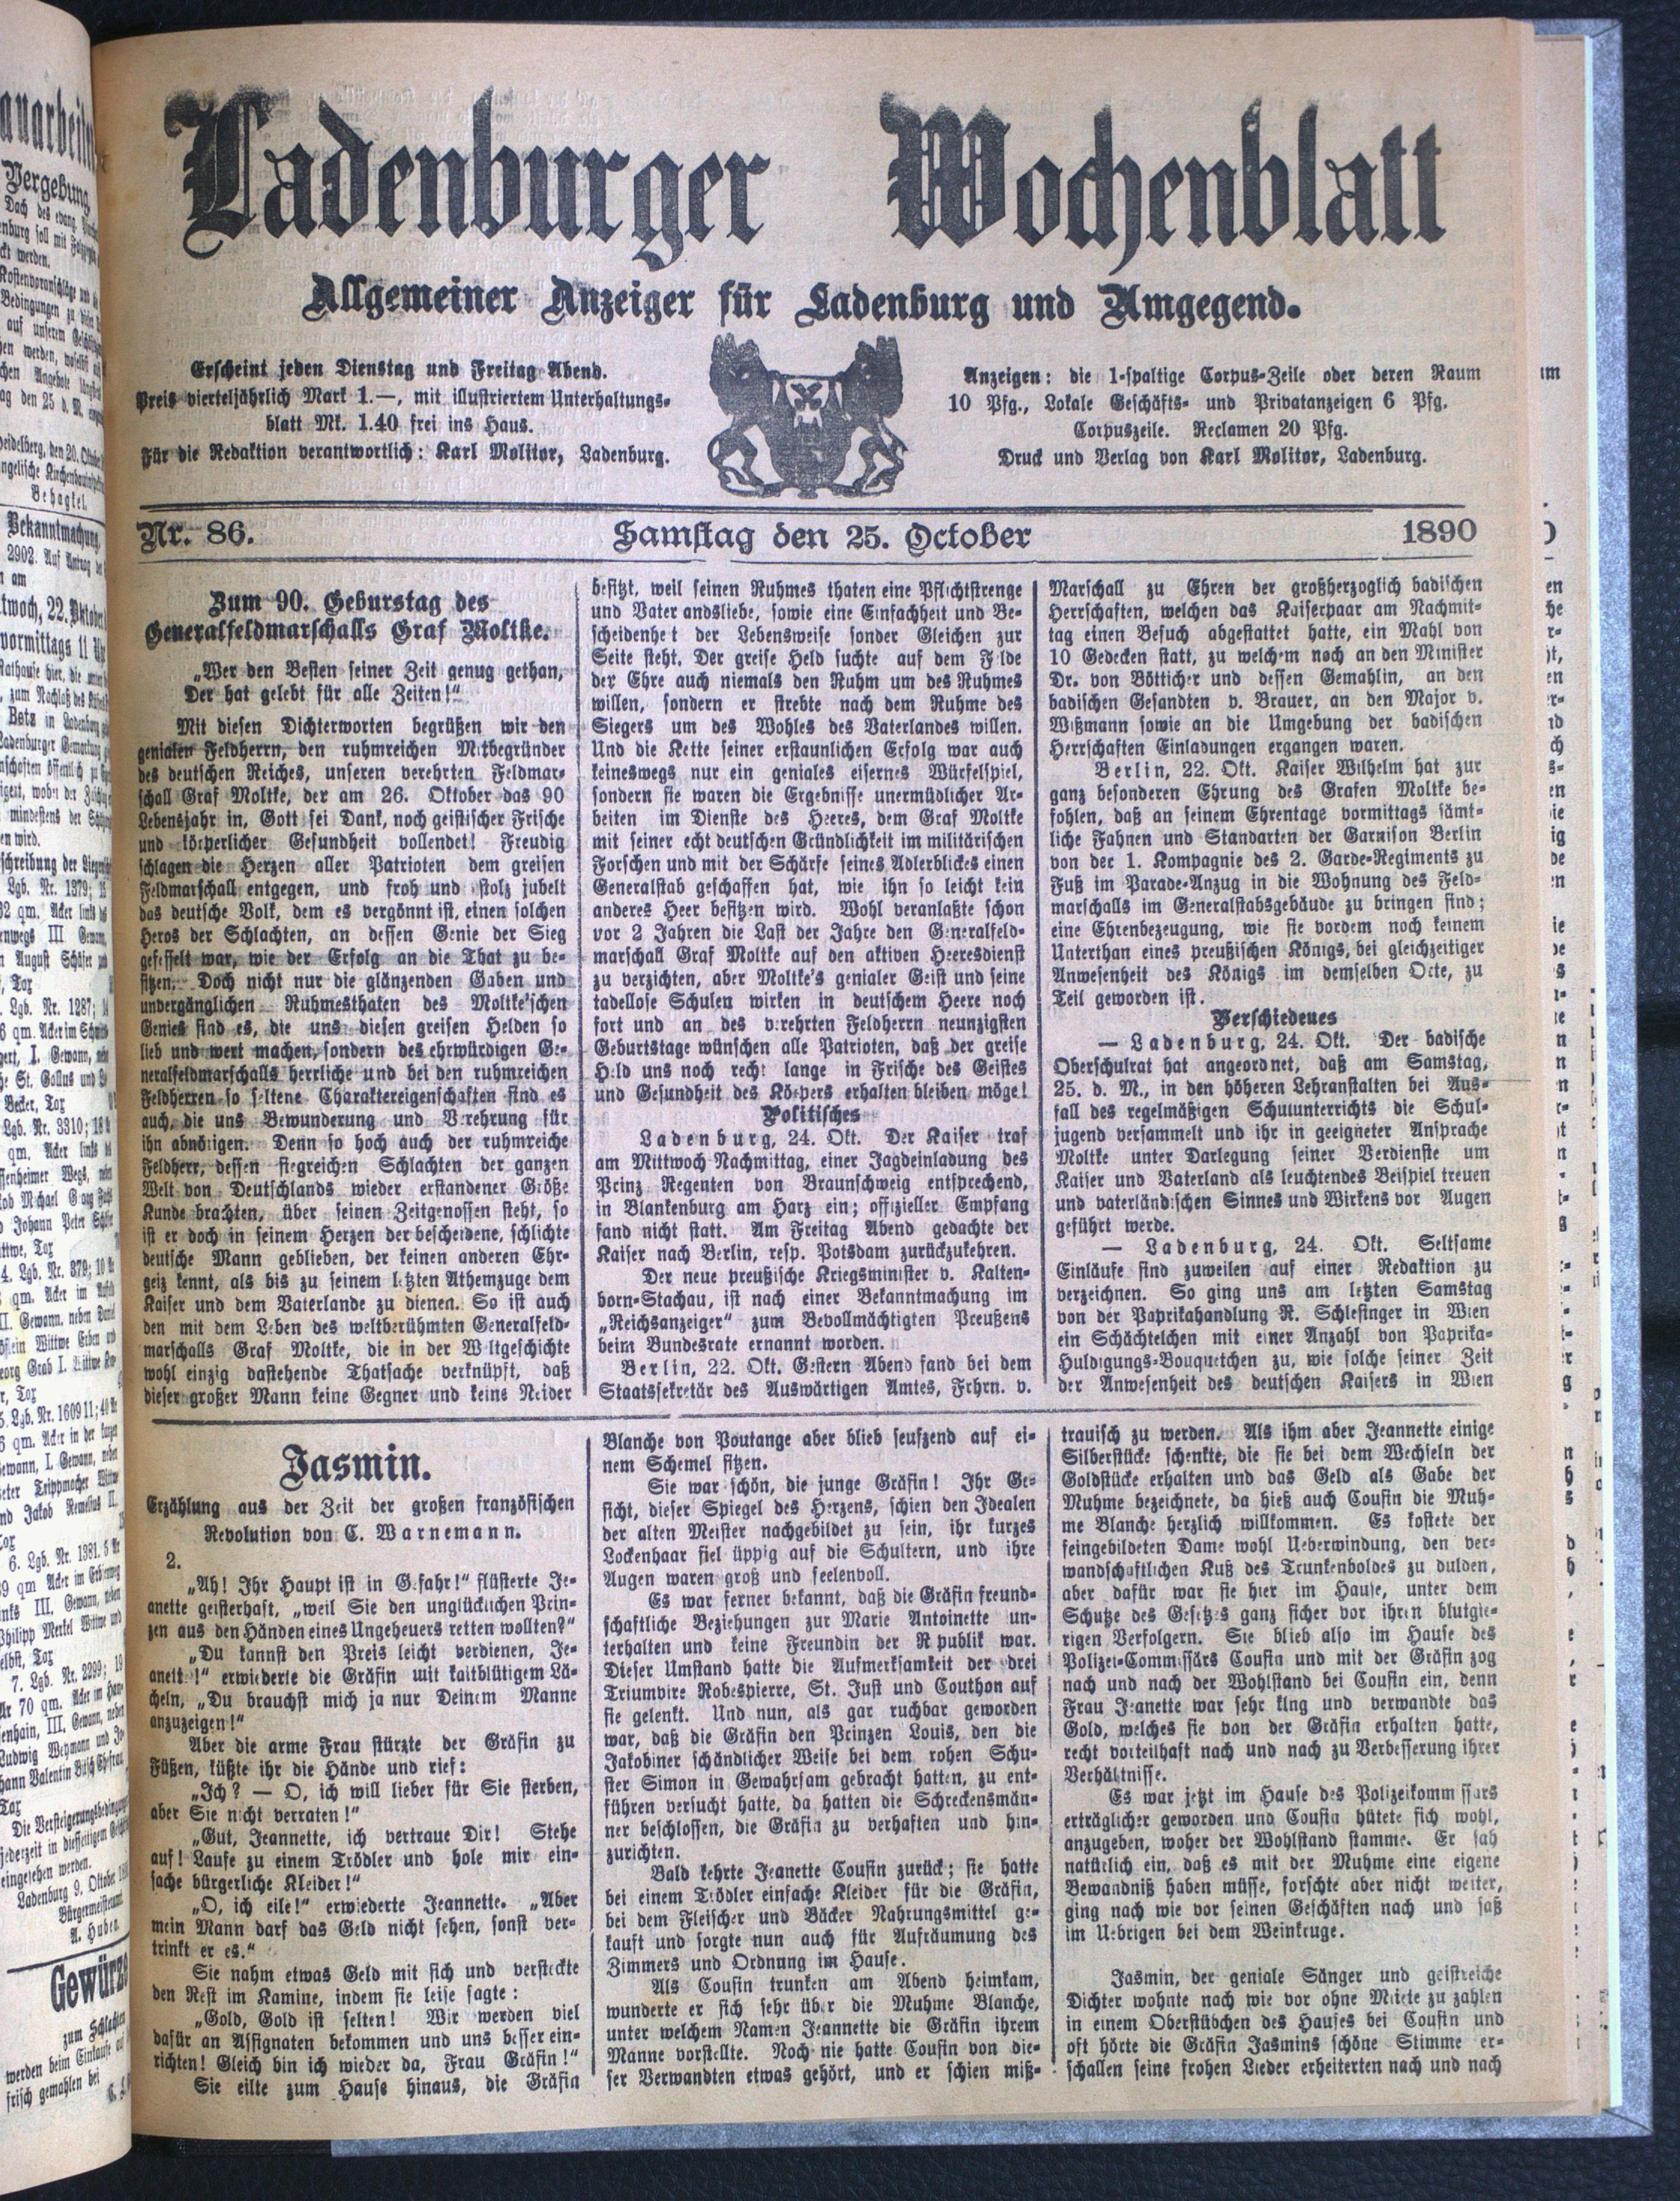 Ladenburger Wochenblatt
Allgemeiner Anzeiger für Ladenburg und Umgegend.
Erscheint jeden Dienstag und Freitag Abend.
Preis vierteljährlich Mark 1.—, mit illustriertem Unterhaltungs-
blatt Mk. 1.40 frei ins Haus.
Für die Redaktion verantwortlich: Karl Molitor, Ladenburg.
Anzeigen: die 1-spaltige Corpus-Zeile oder deren Raum
10 Pfg., Lokale Geschäfts- und Privatanzeigen 6 Pfg.
Corpuszeile. Reclamen 20 Pfg.
Druck und Verlag von Karl Molitor, Ladenburg.
Nr. 86.
Samstag den 25. October
1890
Zum 90. Geburstag des
Generalfeldmarschalls Graf Moltke.
„Wer den Besten seiner Zeit genug gethan,
Der hat gelebt für alle Zeiten!“
Mit diesen Dichterworten begrüßen wir den
genialen Feldherrn, den ruhmreichen Mitbegründer
des deutschen Reiches, unseren verehrten Feldmar-
schall Graf Moltke, der am 26. Oktober das 90
Lebensjahr in, Gott sei Dank, noch geistischer Frische
und körperlicher Gesundheit vollendet! Freudig
schlagen die Herzen aller Patrioten dem greisen
Feldmarschall entgegen, und froh und stolz jubelt
das deutsche Volk, dem es vergönnt ist, einen solchen
Heros der Schlachten, an dessen Genie der Sieg
gefesselt war, wie der Erfolg an die That zu be-
sitzen. Doch nicht nur die glänzenden Gaben und
undergänglichen Ruhmesthaten des Moltke'schen
Genies sind es, die uns diesen greisen Helden so
lieb und wert machen, sondern des ehrwürdigen Ge-
neralfeldmarschalls herrliche und bei den ruhmreichen
Feldherren so seltene Charaktereigenschaften sind es
auch, die uns Bewunderung und Verehrung für
ihn abnötigen. Denn so hoch auch der ruhmreiche
Feldherr, dessen siegreichen Schlachten der ganzen
Welt von Deutschlands wieder erstandener Größe
Kunde brachten, über seinen Zeitgenossen steht, so
ist er doch in seinem Herzen der bescheidene, schlichte
deutsche Mann geblieben, der keinen anderen Ehr-
geiz kennt, als bis zu seinem letzten Athemzuge dem
Kaiser und dem Vaterlande zu dienen. So ist auch
den mit dem Leben des weltberühmten Generalfeld-
marschalls Graf Moltke, die in der Weltgeschichte
wohl einzig dastehende Thatsache verknüpft, daß
dieser großer Mann keine Gegner und keine Neider
besitzt, weil seinen Ruhmes thaten eine Pflichtstrenge
und Vater andsliebe, sowie eine Einfachheit und Be-
scheidenhe t der Lebensweise sonder Gleichen zur
Seite steht. Der greise Held suchte auf dem F lde
der Ehre auch niemals den Ruhm um des Ruhmes
willen, sondern er strebte nach dem Ruhme des
Siegers um des Wohles des Vaterlandes willen.
Und die Kette seiner erstaunlichen Erfolg war auch
keineswegs nur ein geniales eisernes Würfelspiel,
sondern sie waren die Ergebnisse unermüdlicher Ar-
beiten im Dienste des Heeres, dem Graf Moltke
mit seiner echt deutschen Gründlichkeit im militärischen
Forschen und mit der Schärfe seines Adlerblickes einen
Generalstab geschaffen hat, wie ihn so leicht kein
anderes Heer besitzen wird. Wohl veranlaßte schon
vor 2 Jahren die Last der Jahre den Generalfeld-
marschall Graf Moltke auf den aktiven Heeresdienst
zu verzichten, aber Moltke's genialer Geist und seine
tadellose Schulen wirken in deutschem Heere noch
fort und an des verehrten Feldherrn neunzigsten
Geburtstage wünschen alle Patrioten, daß der greise
Held uns noch recht lange in Frische des Geistes
und Gesundheit des Körpers erhalten bleiben möge!
Politisches
Ladenburg, 24. Okt. Der Kaiser traf
am Mittwoch Nachmittag, einer Jagdeinladung des
Prinz Regenten von Braunschweig entsprechend,
in Blankenburg am Harz ein; offizieller Empfang
fand nicht statt. Am Freitag Abend gedachte der
Kaiser nach Berlin, resp. Potsdam zurückzukehren.
Der neue preußische Kriegsminister v. Kalten-
born-Stachau, ist nach einer Bekanntmachung im
„Reichsanzeiger“ zum Bevollmächtigten Preußens
beim Bundesrate ernannt worden.
Berlin, 22. Okt. Gestern Abend fand bei dem
Staatssekretär des Auswärtigen Amtes, Frhrn. v.
Marschall zu Ehren der großherzoglich badischen
Herrschaften, welchen das Kaiserpaar am Nachmit-
tag einen Besuch abgestattet hatte, ein Mahl von
10 Gedecken statt, zu welchem noch an den Minister
Dr. von Bötticher und dessen Gemahlin, an den
badischen Gesandten v. Brauer, an den Major v.
Wißmann sowie an die Umgebung der badischen
Herrschaften Einladungen ergangen waren.
Berlin, 22. Okt. Kaiser Wilhelm hat zur
ganz besonderen Ehrung des Grafen Moltke be-
fohlen, daß an seinem Ehrentage vormittags sämt-
liche Fahnen und Standarten der Garnison Berlin
von der 1. Kompagnie des 2. Garde-Regiments zu
Fuß im Parade-Anzug in die Wohnung des Feld-
marschalls im Generalstabsgebäude zu bringen sind;
eine Ehrenbezeugung, wie sie vordem noch keinem
Unterthan eines preußischen Königs, bei gleichzeitiger
Anwesenheit des Königs im demselben Orte, zu
Teil geworden ist.
Verschiedenes
— Ladenburg, 24. Okt. Der badische
Oberschulrat hat angeordnet, daß am Samstag,
25. d. M., in den höheren Lehranstalten bei Aus-
fall des regelmäßigen Schulunterrichts die Schul-
jugend versammelt und ihr in geeigneter Ansprache
Moltke unter Darlegung seiner Verdienste um
Kaiser und Vaterland als leuchtendes Beispiel treuen
und vaterländischen Sinnes und Wirkens vor Augen
geführt werde.
— Ladenburg, 24. Okt. Seltsame
Einläufe sind zuweilen auf einer Redaktion zu
verzeichnen. So ging uns am letzten Samstag
von der Paprikahandlung R. Schlesinger in Wien
ein Schächtelchen mit einer Anzahl von Paprika-
Huldigungs-Bouquetchen zu, wie solche seiner Zeit
der Anwesenheit des deutschen Kaisers in Wien
Jasmin.
Erzählung aus der Zeit der großen französischen
Revolution von C. Warnemann.
2.
„Ah! Ihr Haupt ist in Gefahr!“ flüsterte Je-
anette geisterhaft, „weil Sie den unglücklichen Prin-
zen aus den Händen eines Ungeheuers retten wollten?“
„Du kannst den Preis leicht verdienen, Je-
anett !“ erwiederte die Gräfin mit kaltblütigem Lä-
cheln, „Du brauchst mich ja nur Deinem Manne
anzuzeigen!“
Aber die arme Frau stürzte der Gräfin zu
Füßen, küßte ihr die Hände und rief:
„Ich? — O, ich will lieber für Sie sterben,
aber Sie nicht verraten!“
„Gut, Jeannette, ich vertraue Dir! Stehe
auf! Laufe zu einem Trödler und hole mir ein-
fache bürgerliche Kleider!“
„O, ich eile!“ erwiederte Jeannette. „Aber
mein Mann darf das Geld nicht sehen, sonst ver-
trinkt er es.“
Sie nahm etwas Geld mit sich und versteckte
den Rest im Kamine, indem sie leise sagte:
„Gold, Gold ist selten! Wir werden viel
dafür an Assignaten bekommen und uns besser ein-
richten! Gleich bin ich wieder da, Frau Gräfin!“
Sie eilte zum Hause hinaus, die Gräfin
Blanche von Poutange aber blieb seufzend auf ei-
nem Schemel sitzen.
Sie war schön, die junge Gräfin! Ihr Ge-
sicht, dieser Spiegel des Herzens, schien den Idealen
der alten Meister nachgebildet zu sein, ihr kurzes
Lockenhaar fiel üppig auf die Schultern, und ihre
Augen waren groß und seelenvoll.
Es war ferner bekannt, daß die Gräfin freund-
schaftliche Beziehungen zur Marie Antoinette un-
terhalten und keine Freundin der R publik war.
Dieser Umstand hatte die Aufmerksamkeit der drei
Triumvire Robespierre, St. Just und Couthon auf
sie gelenkt. Und nun, als gar ruchbar geworden
war, daß die Gräfin den Prinzen Louis, den die
Jakobiner schändlicher Weise bei dem rohen Schu-
ster Simon in Gewahrsam gebracht hatten, zu ent-
führen versucht hatte, da hatten die Schreckensmän-
ner beschlossen, die Gräfin zu verhaften und hin-
zurichten.
Bald kehrte Jeanette Cousin zurück; sie hatte
bei einem Trödler einfache Kleider für die Gräfin,
bei dem Fleischer und Bäcker Nahrungsmittel ge-
kauft und sorgte nun auch für Aufräumung des
Zimmers und Ordnung im Hause.
Als Cousin trunken am Abend heimkam,
wunderte er sich sehr über die Muhme Blanche,
unter welchem Namen Jeannette die Gräfin ihrem
Manne vorstellte. Noch nie hatte Cousin von die-
ser Verwandten etwas gehört, und er schien miß-
trauisch zu werden. Als ihm aber Jeannette einige
Silberstücke schenkte, die sie bei dem Wechseln der
Goldstücke erhalten und das Geld als Gabe der
Muhme bezeichnete, da hieß auch Cousin die Muh-
me Blanche herzlich willkommen. Es kostete der
feingebildeten Dame wohl Ueberwindung, den ver-
wandschaftlichen Kuß des Trunkenboldes zu dulden,
aber dafür war sie hier im Hause, unter dem
Schutze des Gesetzes ganz sicher vor ihren blutgie-
rigen Verfolgern. Sie blieb also im Hause des
Polizei-Commissärs Cousin und mit der Gräfin zog
nach und nach der Wohlstand bei Cousin ein, denn
Frau Jeanette war sehr klng und verwandte das
Gold, welches sie von der Gräfin erhalten hatte,
recht vorteilhaft nach und nach zu Verbesserung ihrer
Verhältnisse.
Es war jetzt im Hause des Polizeikomm ssars
erträglicher geworden und Cousin hütete sich wohl,
anzugeben, woher der Wohlstand stamme. Er sah
natürlich ein, daß es mit der Muhme eine eigene
Bewandniß haben müsse, forschte aber nicht weiter,
ging nach wie vor seinen Geschäften nach und saß
im Uebrigen bei dem Weinkruge.
Jasmin, der geniale Sänger und geistreiche
Dichter wohnte nach wie vor ohne Miete zu zahlen
in einem Oberstübchen des Hauses bei Cousin und
oft hörte die Gräfin Jasmins schöne Stimme er-
schallen seine frohen Lieder erheiterten nach und nach